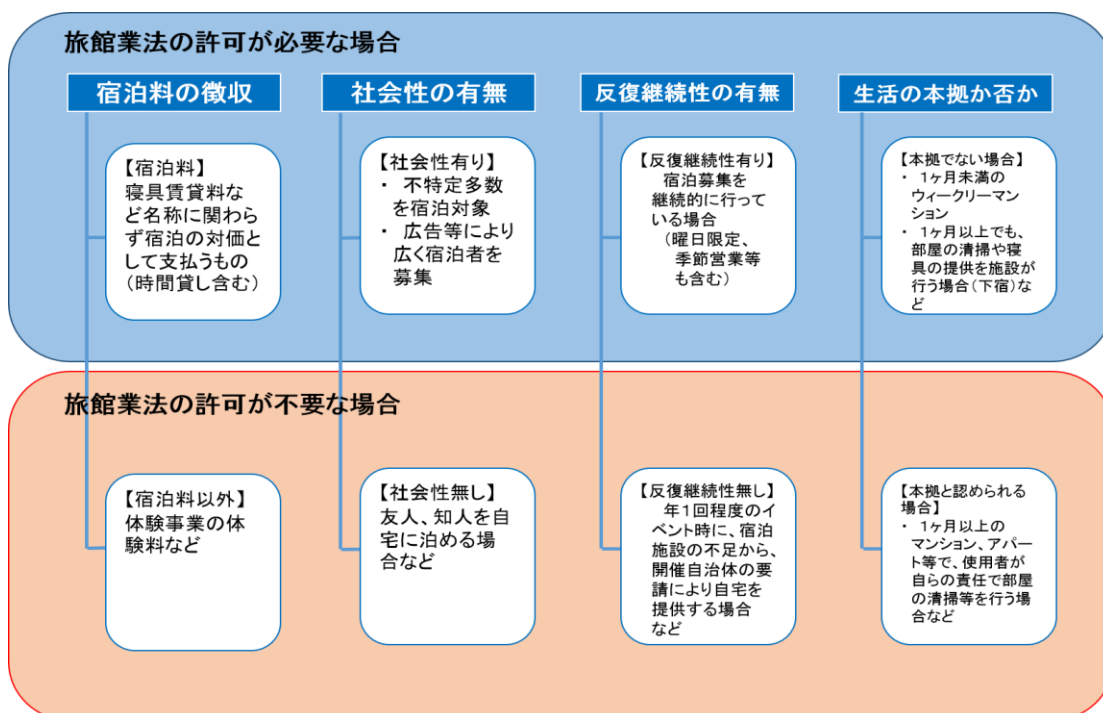 旅館業法の許可が必要な場合
宿泊料の徴収
社会性の有無
反復継続性の有無
生活の本拠か否か
【宿泊料】
寝具賃貸料な
ど名称に関わら
ず宿泊の対価と
して支払うもの
(時間貸し含む)
【社会性有り】
・ 不特定多数
を宿泊対象
・ 広告等により
広く宿泊者を
募集
【反復継続性有り】
宿泊募集を
継続的に行って
いる場合
(曜日限定、
季節営業等
も含む)
【本拠でない場合】
・ 1ヶ月未満の
ウィークリーマン
ション
・ 1ヶ月以上でも、
部屋の清掃や寝
具の提供を施設が
行う場合(下宿)な
ど
旅館業法の許可が不要な場合
【宿泊料以外】
体験事業の体
験料など
【社会性無し】
友人、知人を自
宅に泊める場
合など
【反復継続性無し】
年1回程度のイ
ベント時に、宿泊
施設の不足から、
開催自治体の要
請により自宅を
提供する場合
など
【本拠と認められる
場合】
・ 1ヶ月以上の
マンション、アパー
ト等で、使用者が
自らの責任で部屋
の清掃等を行う場
合など